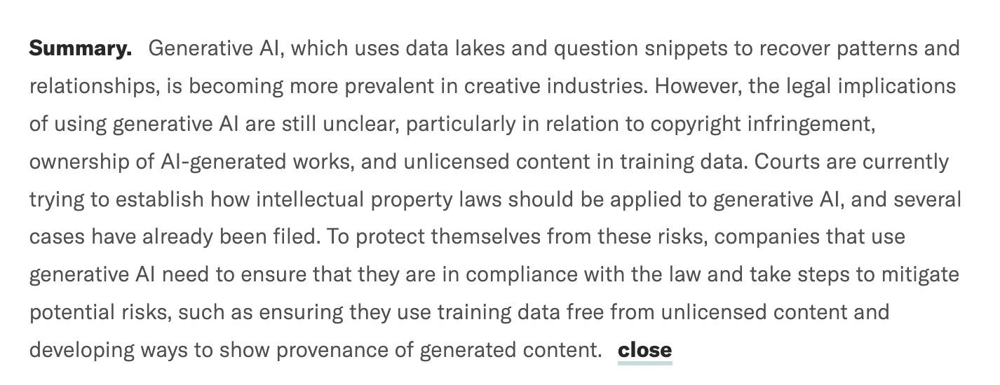 Summary. Generative AI, which uses data lakes and question snippets to recover patterns and
relationships, is becoming more prevalent in creative industries. However, the legal implications
of using generative AI are still unclear, particularly in relation to copyright infringement,
ownership of AI-generated works, and unlicensed content in training data. Courts are currently
trying to establish how intellectual property laws should be applied to generative AI, and several
cases have already been filed. To protect themselves from these risks, companies that use
generative AI need to ensure that they are in compliance with the law and take steps to mitigate
potential risks, such as ensuring they use training data free from unlicensed content and
developing ways to show provenance of generated content. close